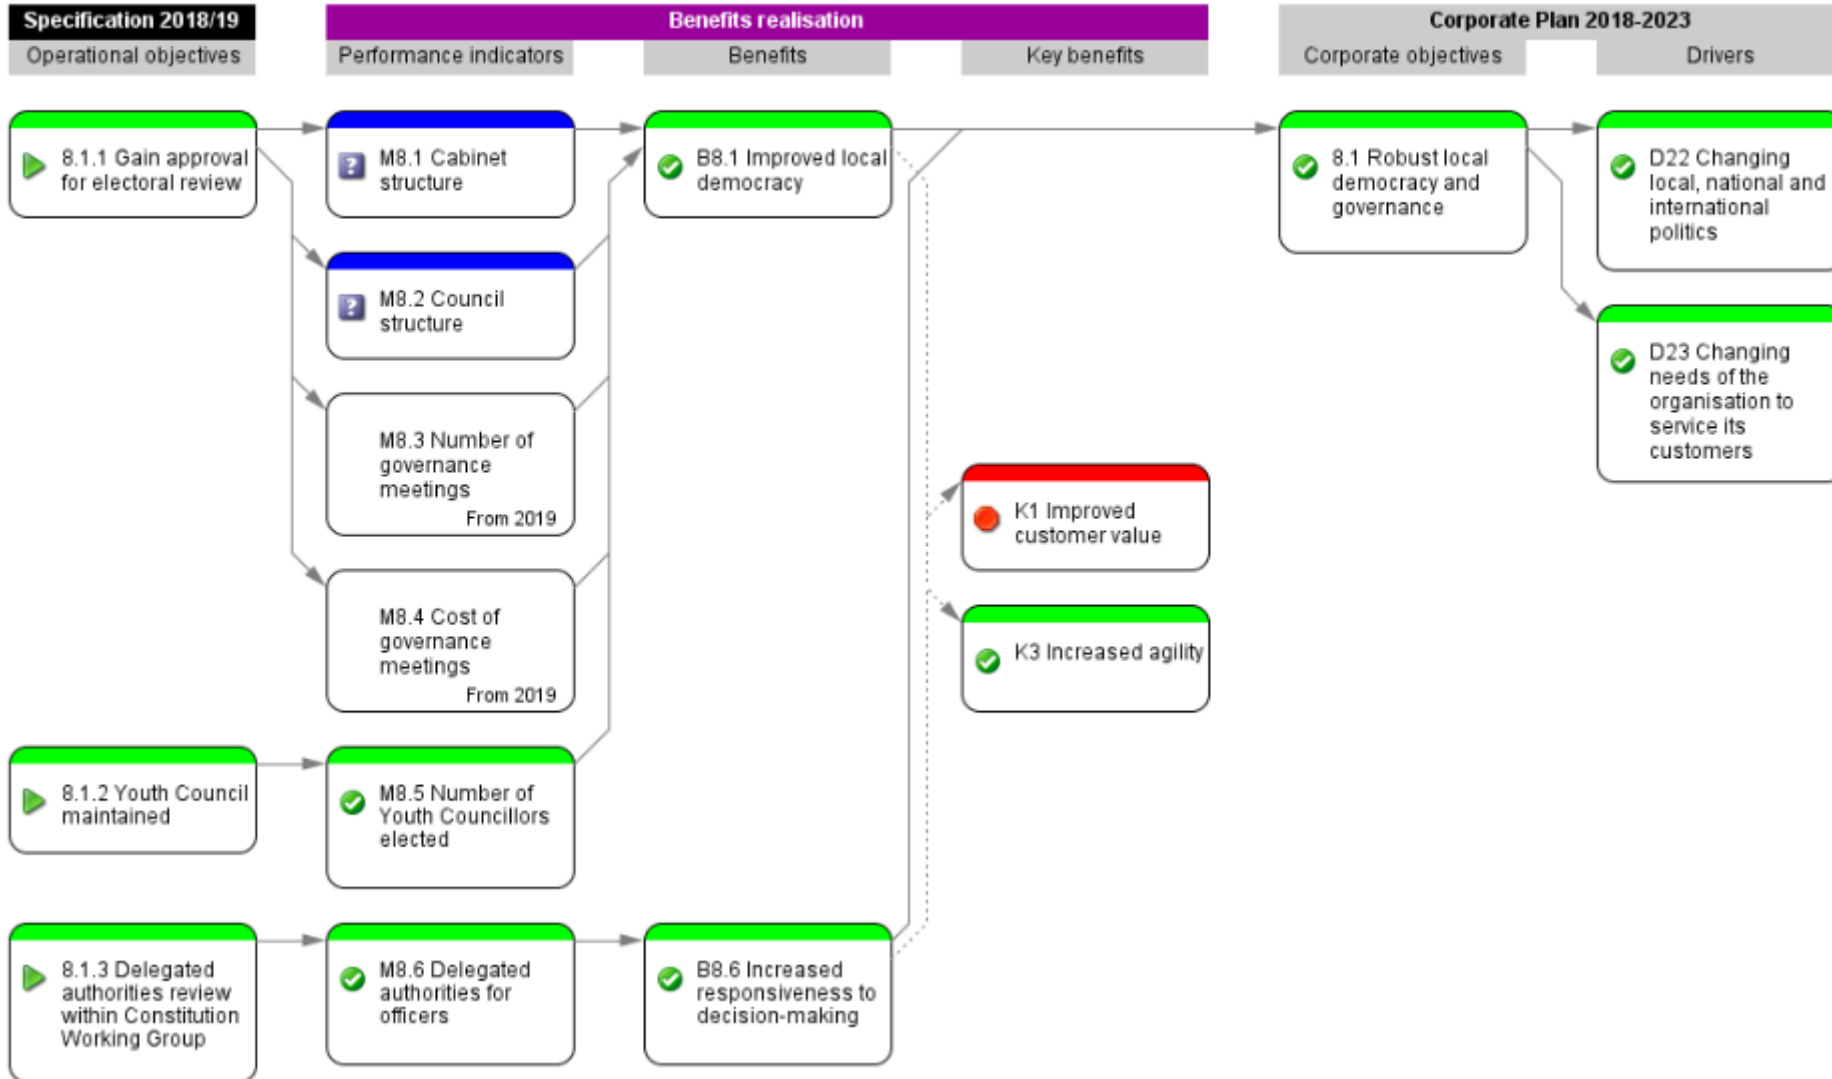 Specification 2018/19
Benefits realisation
Corporate Plan 2018-2023
Operational objectives
Performance indicators
Benefits
Key benefits
Corporate objectives
Drivers
8.1.1 Gain approval
for electoral review
M8.1 Cabinet
structure
B8.1 Improved local
democracy
8.1 Robust local
democracy and
governance
D22 Changing
local, national and
international
politics
M8.2 Council
structure
D23 Changing
needs of the
organisation to
service its
customers
M8.3 Number of
governance
meetings
From 2019
K1 Improved
customer value
M8.4 Cost of
governance
meetings
From 2019
K3 Increased agility
8.1.2 Youth Council
maintained
M8.5 Number of
Youth Councillors
elected
8.1.3 Delegated
authorities review
within Constitution
Working Group
M8.6 Delegated
authorities for
officers
B8.6 Increased
responsiveness to
decision-making